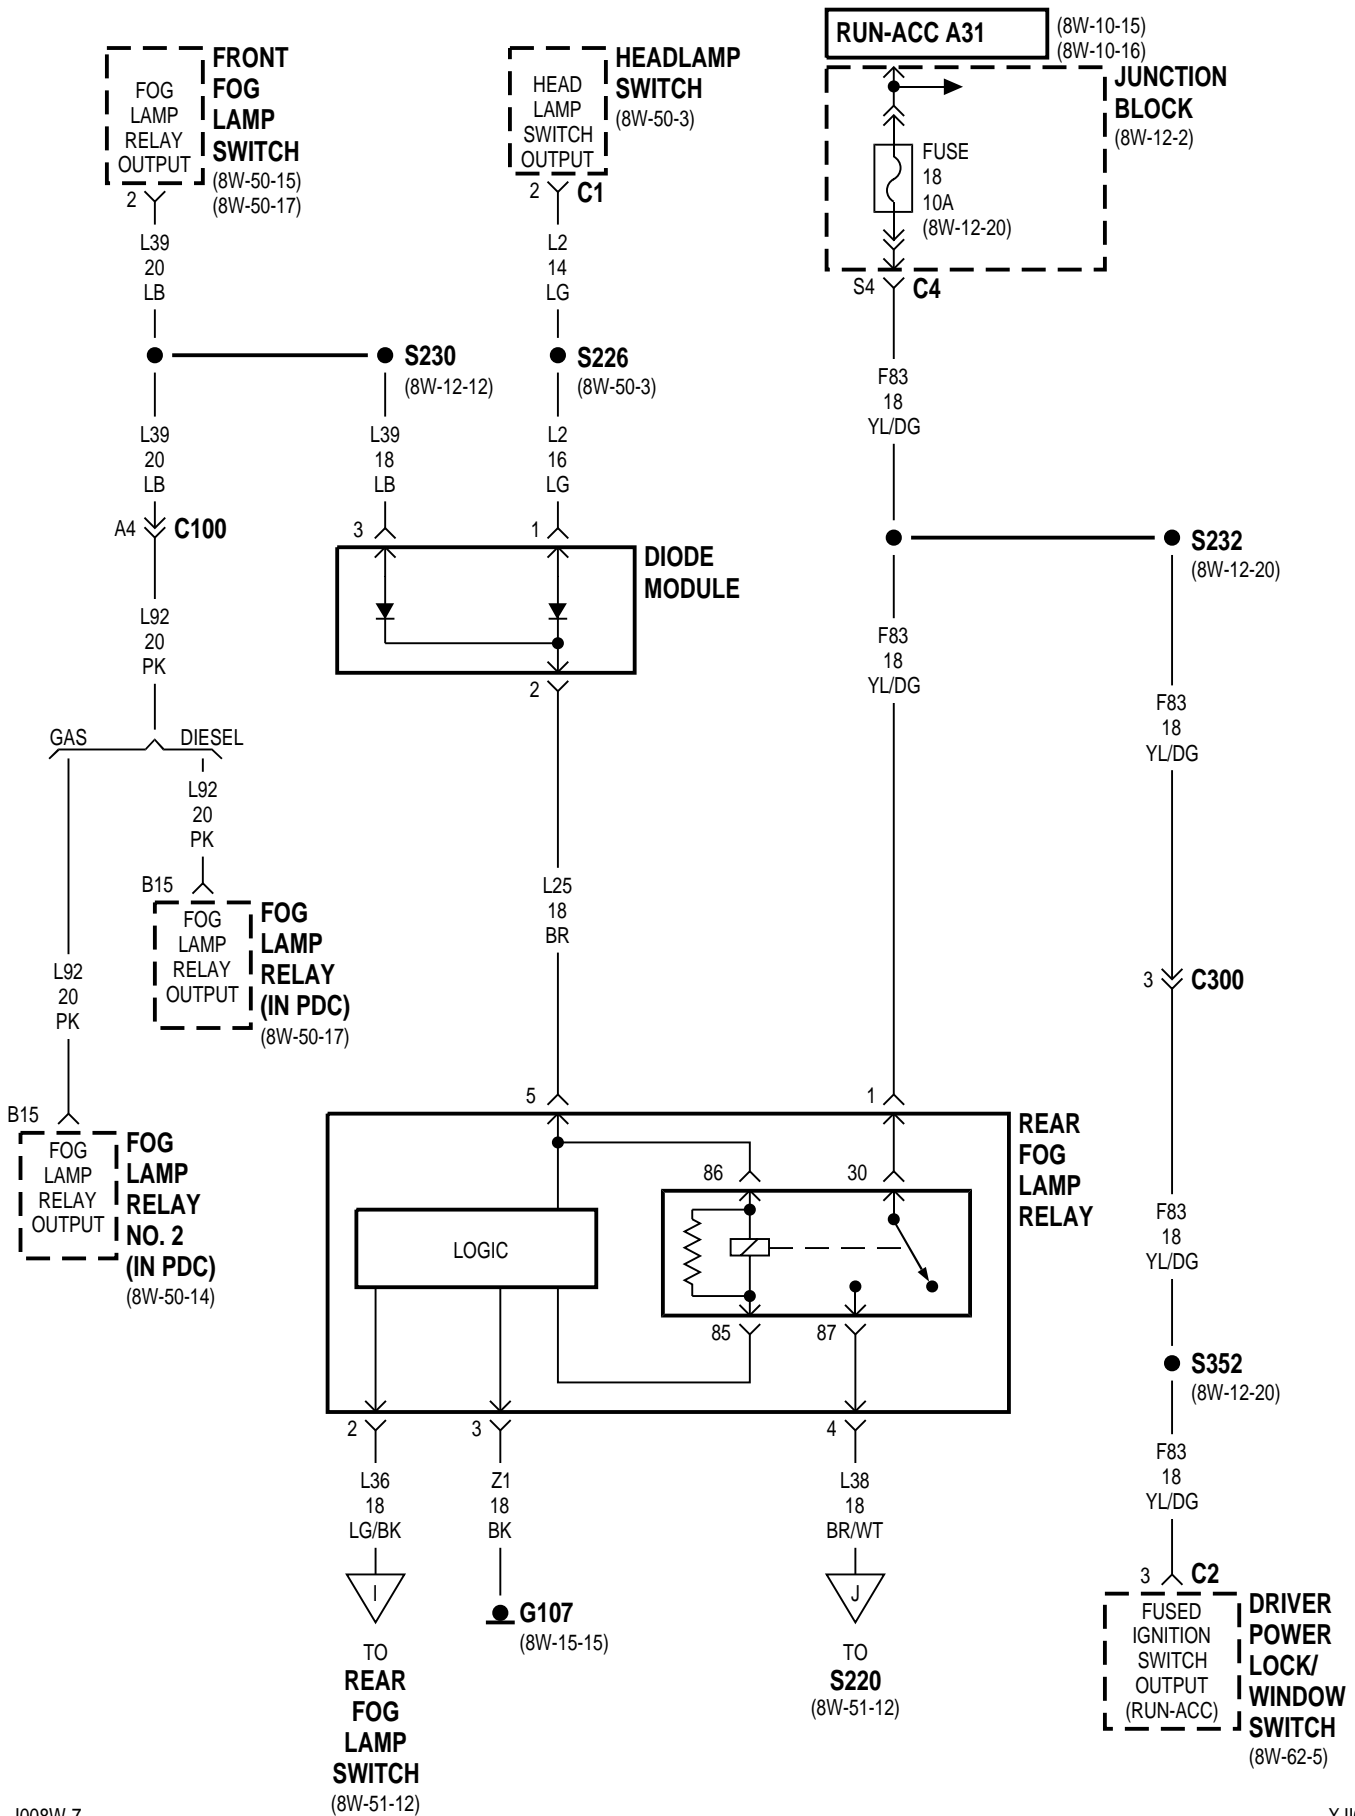 RUN-ACC A31
(8W-10-15)
(8W-10-16)
FRONT
FOG
LAMP
SWITCH
(8W-50-15)
(8W-50-17)
FOG
LAMP
RELAY
OUTPUT
2
HEADLAMP
SWITCH
(8W-50-3)
HEAD
LAMP
SWITCH
OUTPUT
2
C1
JUNCTION
BLOCK
(8W-12-2)
FUSE
18
10A
(8W-12-20)
S4
C4
L39
20
LB
L2
14
LG
S230
(8W-12-12)
S226
(8W-50-3)
F83
18
YL/DG
L39
20
LB
L39
18
LB
L2
16
LG
A4
C100
3
1
DIODE
MODULE
2
S232
(8W-12-20)
L92
20
PK
F83
18
YL/DG
F83
18
YL/DG
GAS
DIESEL
L92
20
PK
B15
FOG
LAMP
RELAY
OUTPUT
FOG
LAMP
RELAY
(IN PDC)
(8W-50-17)
L25
18
BR
L92
20
PK
3
C300
B15
FOG
LAMP
RELAY
OUTPUT
FOG
LAMP
RELAY
NO. 2
(IN PDC)
(8W-50-14)
5
1
REAR
FOG
LAMP
RELAY
86
30
LOGIC
85
87
F83
18
YL/DG
S352
(8W-12-20)
2
3
4
L36
18
LG/BK
Z1
18
BK
L38
18
BR/WT
F83
18
YL/DG
I
G107
(8W-15-15)
J
3
C2
TO
REAR
FOG
LAMP
SWITCH
(8W-51-12)
TO
S220
(8W-51-12)
FUSED
IGNITION
SWITCH
OUTPUT
(RUN-ACC)
DRIVER
POWER
LOCK/
WINDOW
SWITCH
(8W-62-5)
J008W-7